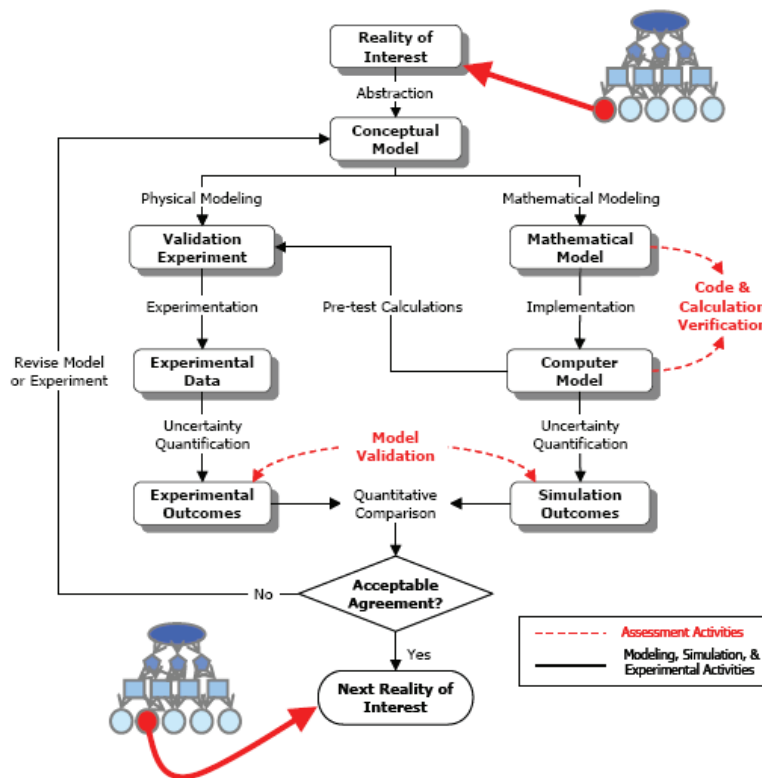 Reality of
Interest
Abstraction
Conceptual
Model
Physical Modeling
Mathematical Modeling
Validation
Experiment
Mathematical
Model
Code &
Calculation
Verification
Experimentation
Pre-test Calculations
Implementation
Revise Model
or Experiment
Experimental
Data
Computer
Model
Uncertainty
Quantification
Model
Validation
Uncertainty
Quantification
Experimental
Outcomes
Quantitative
Comparison
Simulation
Outcomes
No
Acceptable
Agreement?
Yes
Next Reality of
Interest
Assessment Activities
Modeling, Simulation, &
Experimental Activities